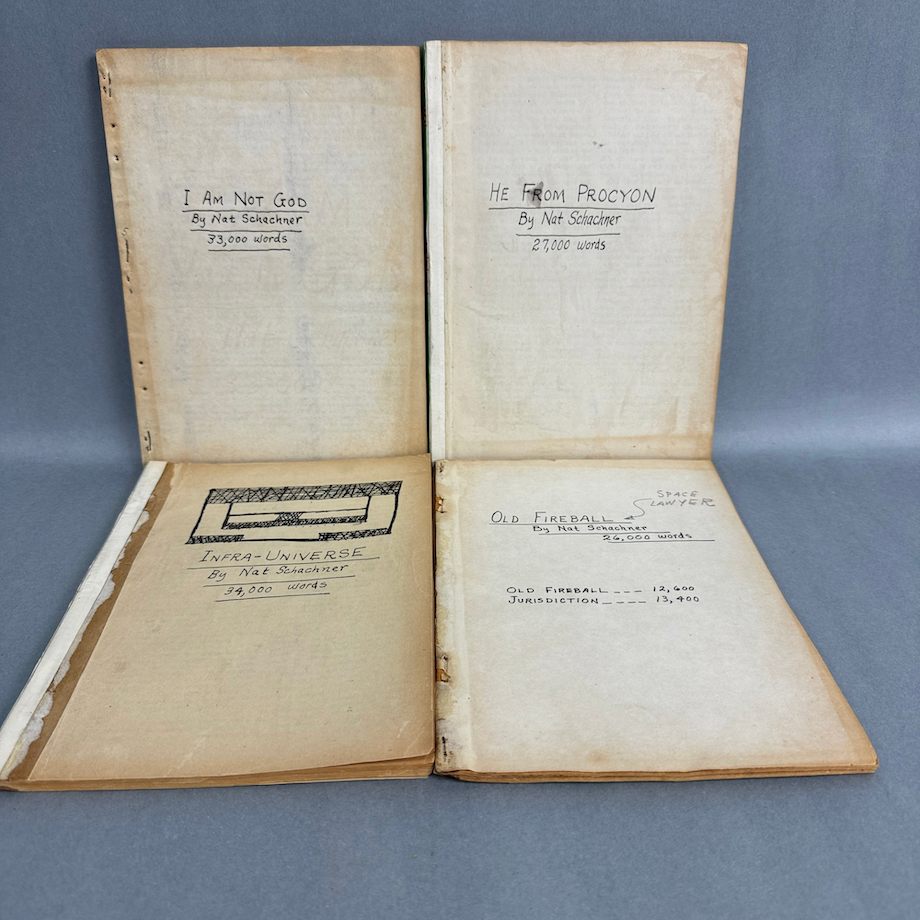 I AM NOT GOD
By Nat Schachner
33,000 words
HE FROM PROCYON
By Nat Schachner
27,000 words
INFRA-UNIVERSE
By Nat Schachner
34,000 words
SPACE
LAWYER
OLD FIREBALL
By Nat Schachner
26,000 words
OLD FIREBALL ___ 12,600
JURISDICTION ____ 13,400